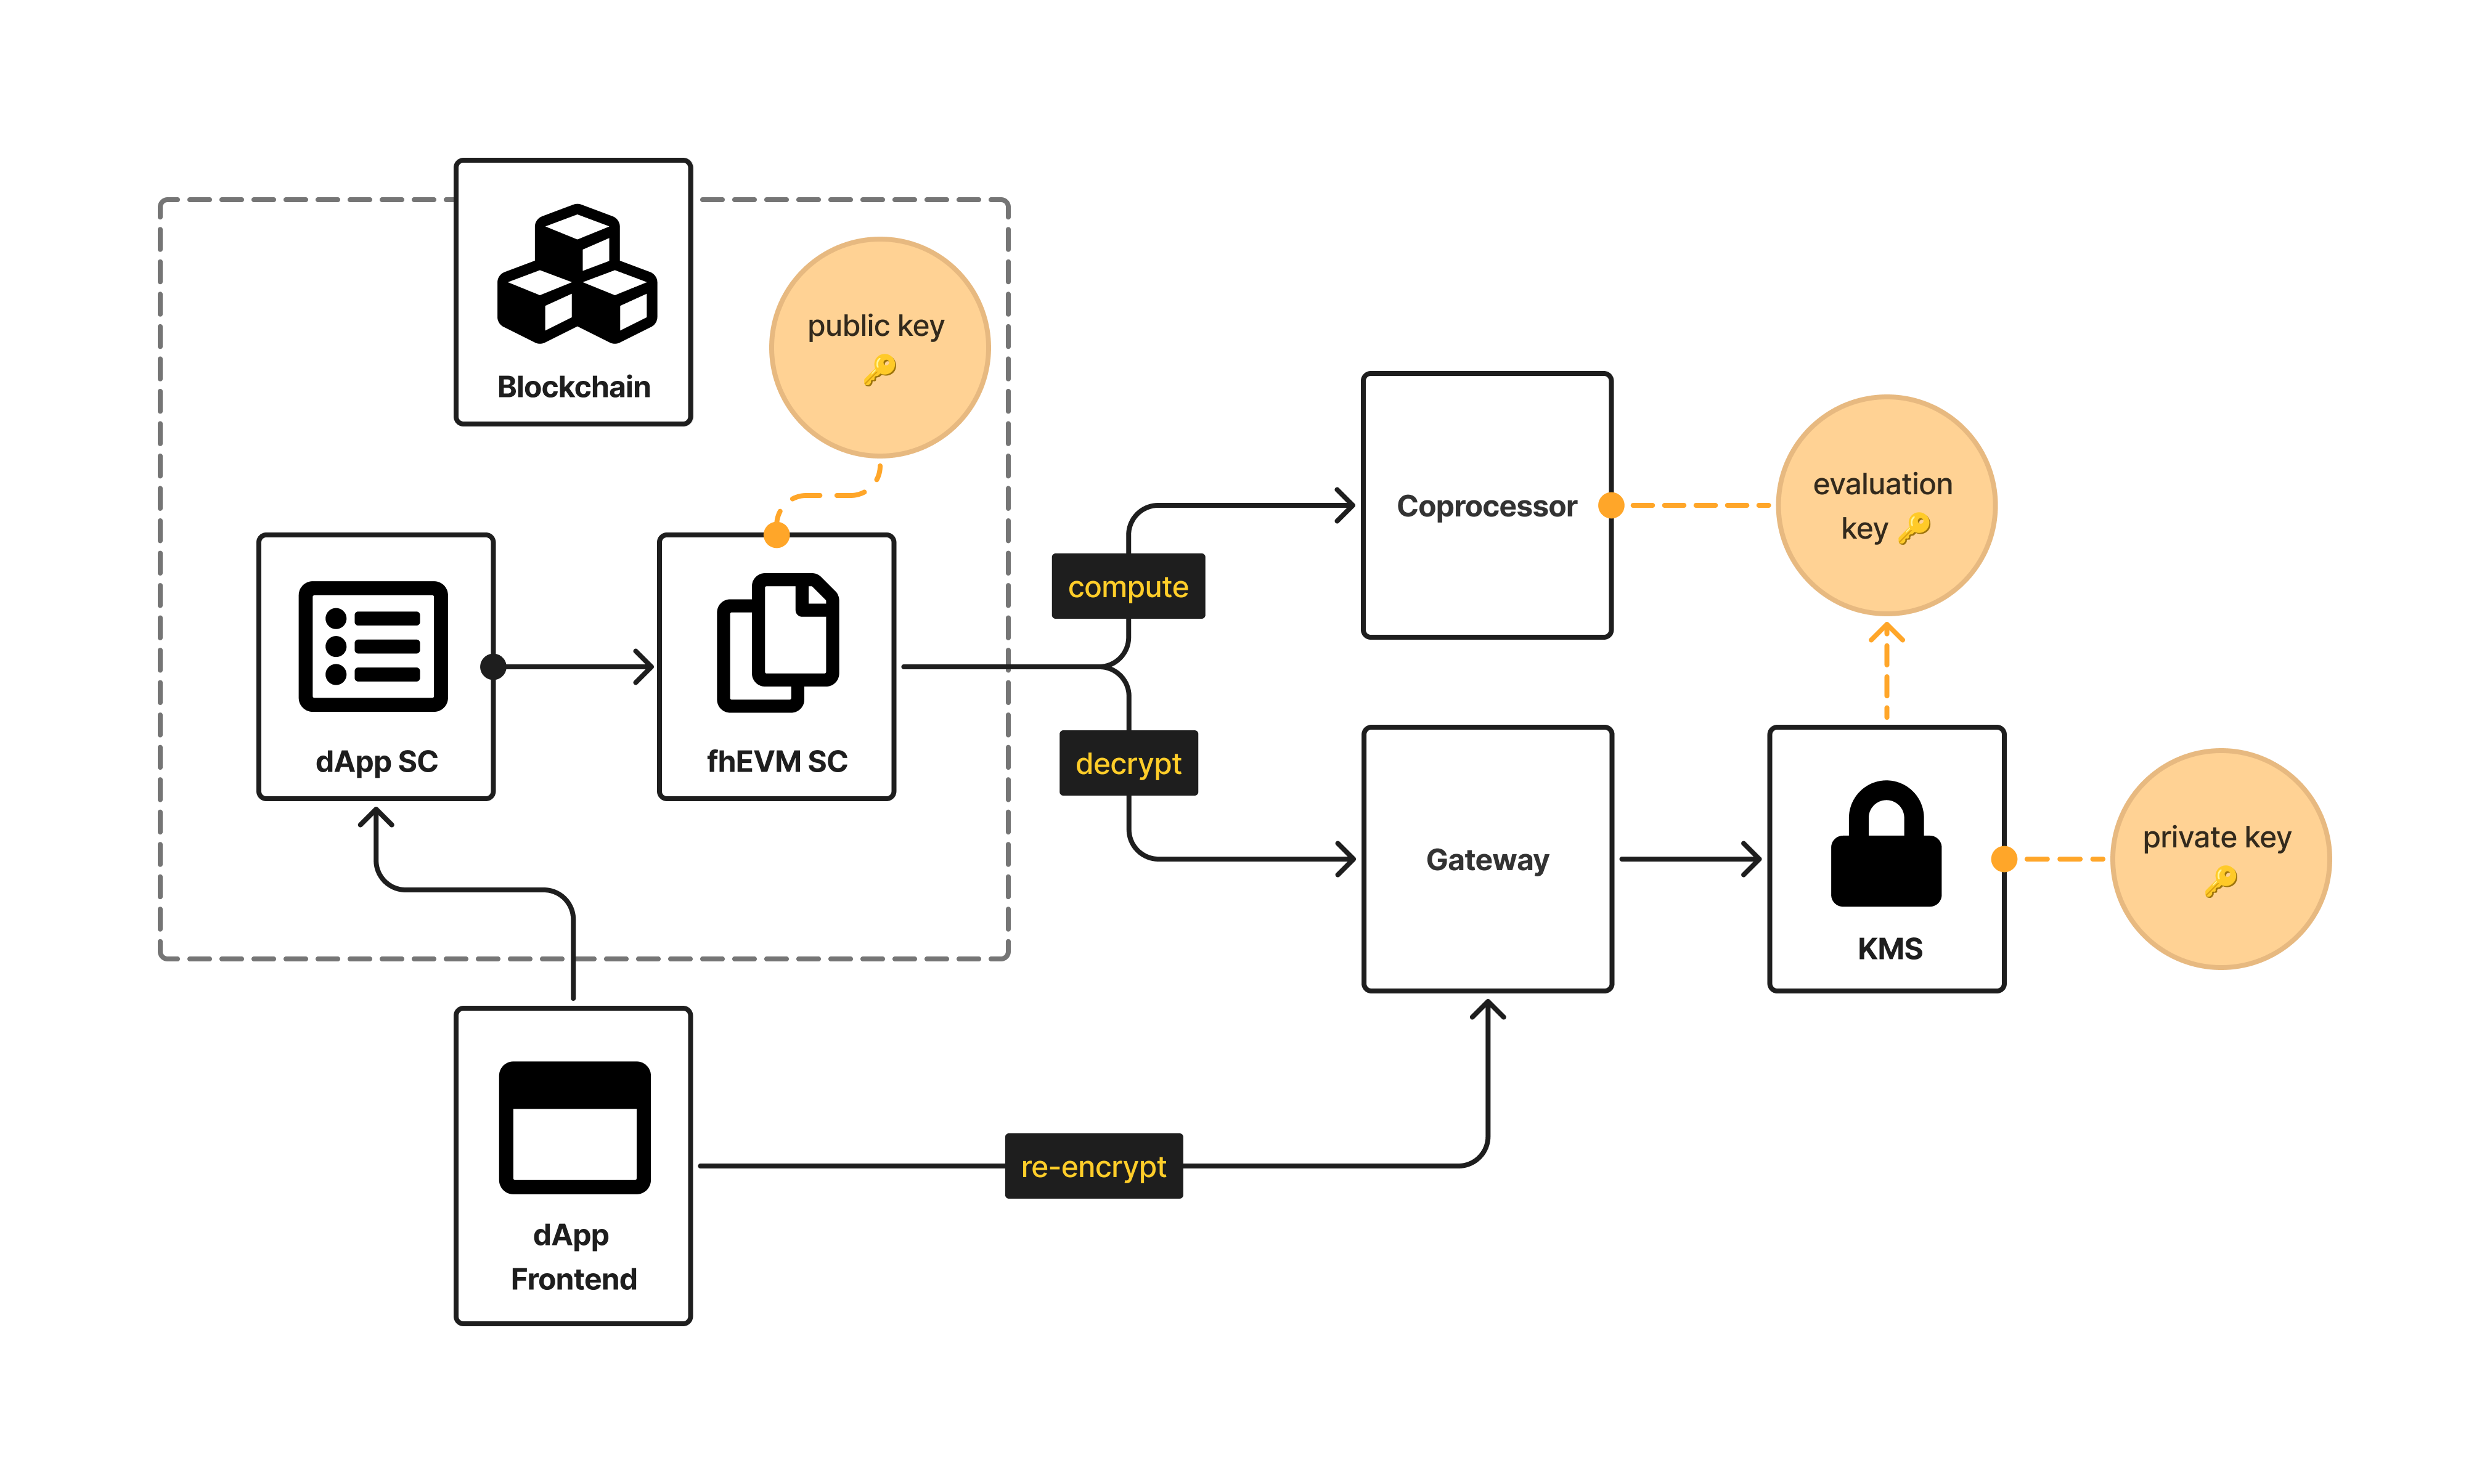 Blockchain
public key
🔑
dApp SC
fhEVM SC
compute
decrypt
Coprocessor
evaluation
key 🔑
Gateway
KMS
private key
🔑
dApp
Frontend
re-encrypt